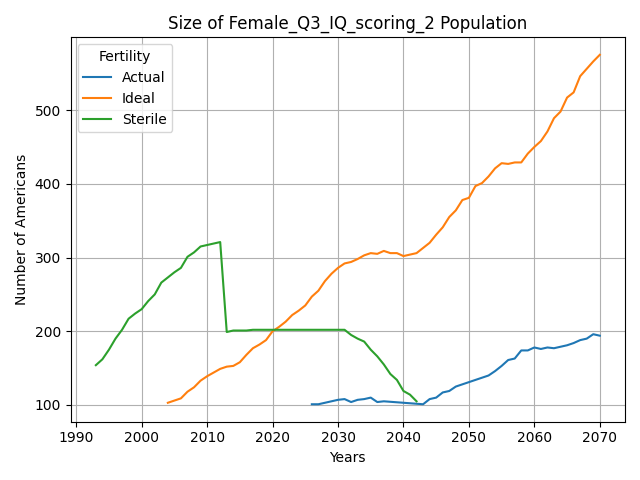 Size of Female_Q3_IQ_scoring_2 Population
Fertility
Actual
Ideal
Sterile
Number of Americans
500
400
300
200
100
1990 2000 2010 2020 2030 2040 2050 2060 2070
Years